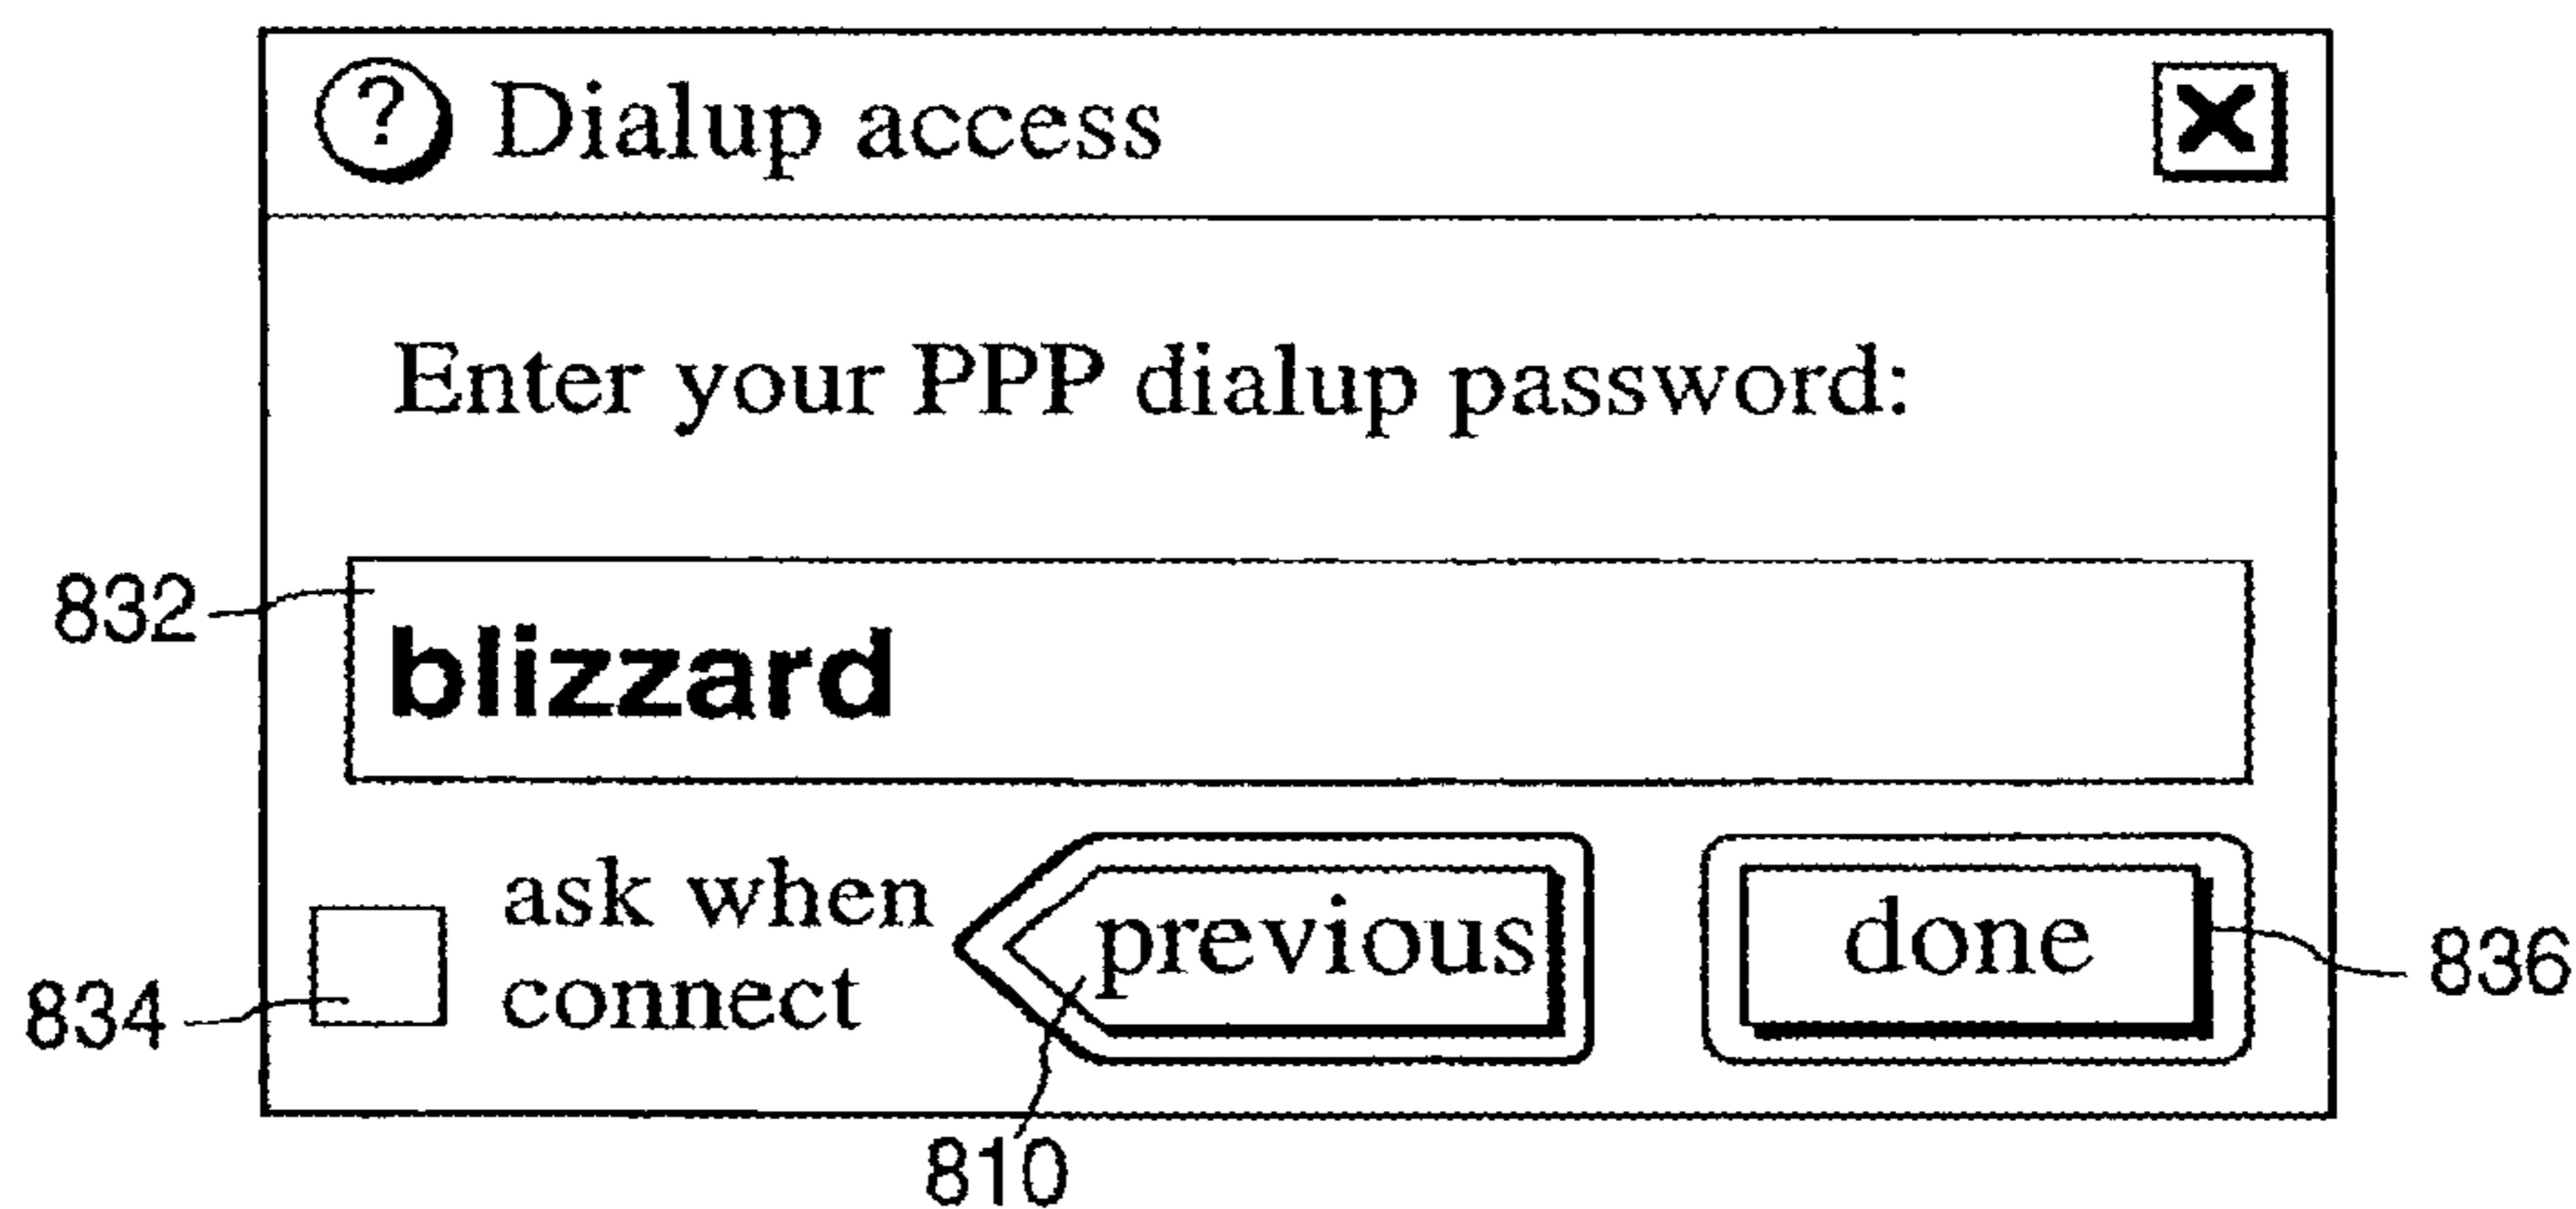 ? Dialup access X
Enter your PPP dialup password:
832
blizzard
ask when
connect
previous
done
836
834
810